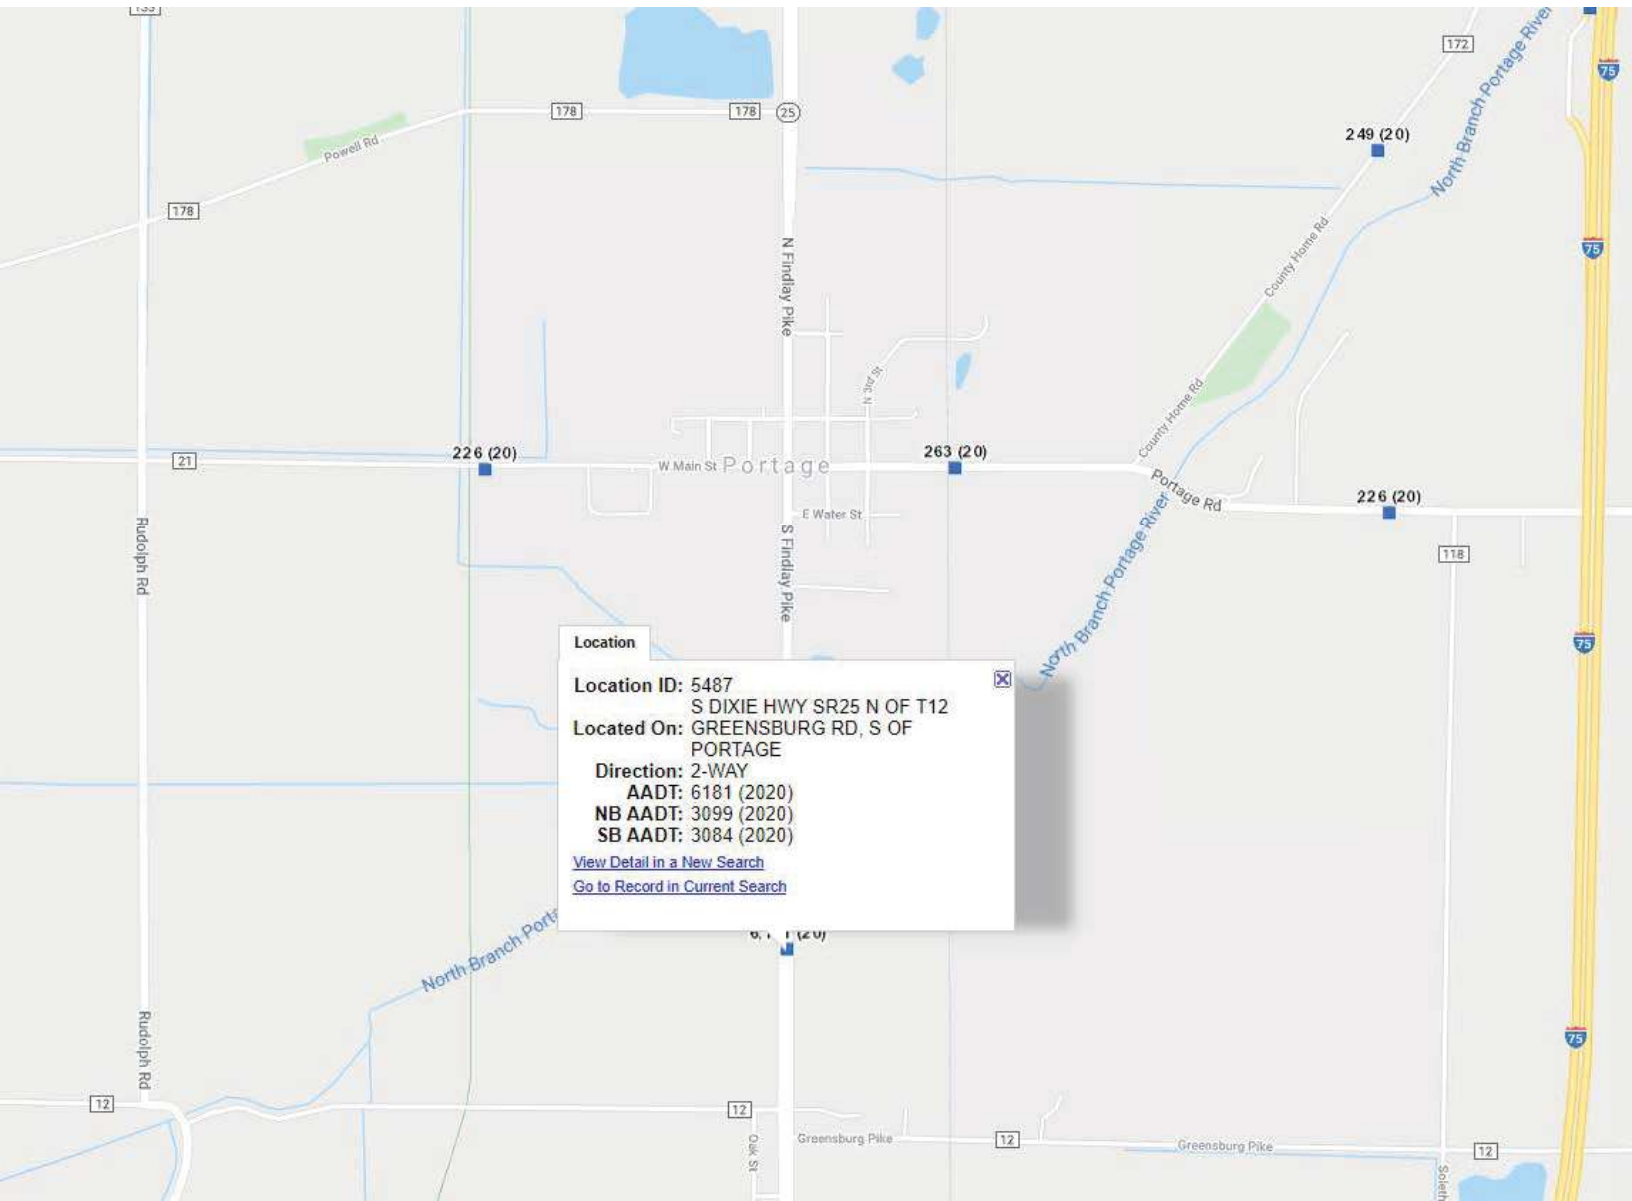 172
75
North Branch Portage River
178
178
25
249 (20)
Powell Rd
178
75
N Findlay Pike
County Home Rd
N 3rd St
County Home Rd
21
226 (20)
W Main St
Portage
263 (20)
Portage Rd
226 (20)
E Water St
Rudolph Rd
S Findlay Pike
118
North Branch Portage River
75
Location
Location ID: 5487
S DIXIE HWY SR25 N OF T12
Located On: GREENSBURG RD, S OF
PORTAGE
Direction: 2-WAY
AADT: 6181 (2020)
NB AADT: 3099 (2020)
SB AADT: 3084 (2020)
View Detail in a New Search
Go to Record in Current Search
North Branch
(20)
Rudolph Rd
75
12
12
Oak St
Greensburg Pike
12
Greensburg Pike
12